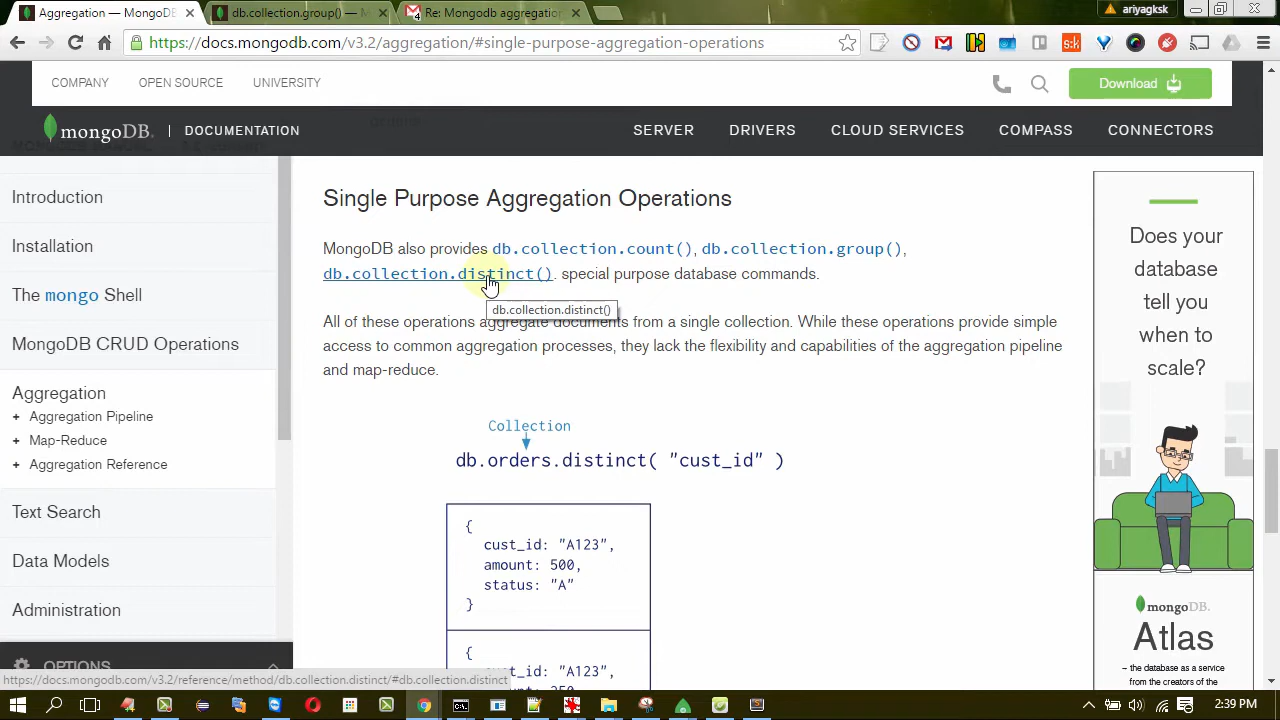 Aggregation — MongoDB
db.collection.group() —
Re: Mongodb aggregation
ariyagksk
https://docs.mongodb.com/v3.2/aggregation/#single-purpose-aggregation-operations
COMPANY OPEN SOURCE UNIVERSITY
Download
mongoDB. DOCUMENTATION
SERVER DRIVERS CLOUD SERVICES COMPASS CONNECTORS
Introduction
Installation
The mongo Shell
MongoDB CRUD Operations
Aggregation
+ Aggregation Pipeline
+ Map-Reduce
+ Aggregation Reference
Text Search
Data Models
Administration
OPTIONS
Single Purpose Aggregation Operations
MongoDB also provides db.collection.count(), db.collection.group(),
db.collection.distinct(). special purpose database commands.
db.collection.distinct()
All of these operations aggregate documents from a single collection. While these operations provide simple
access to common aggregation processes, they lack the flexibility and capabilities of the aggregation pipeline
and map-reduce.
Collection
db.orders.distinct( "cust_id" )
{
cust_id: "A123",
amount: 500,
status: "A"
}
{
cust_id: "A123",
amount: 250,
Does your
database
tell you
when to
scale?
mongoDB.
Atlas
– the database as a service
from the creators of the
https://docs.mongodb.com/v3.2/reference/method/db.collection.distinct/#db.collection.distinct
2:39 PM